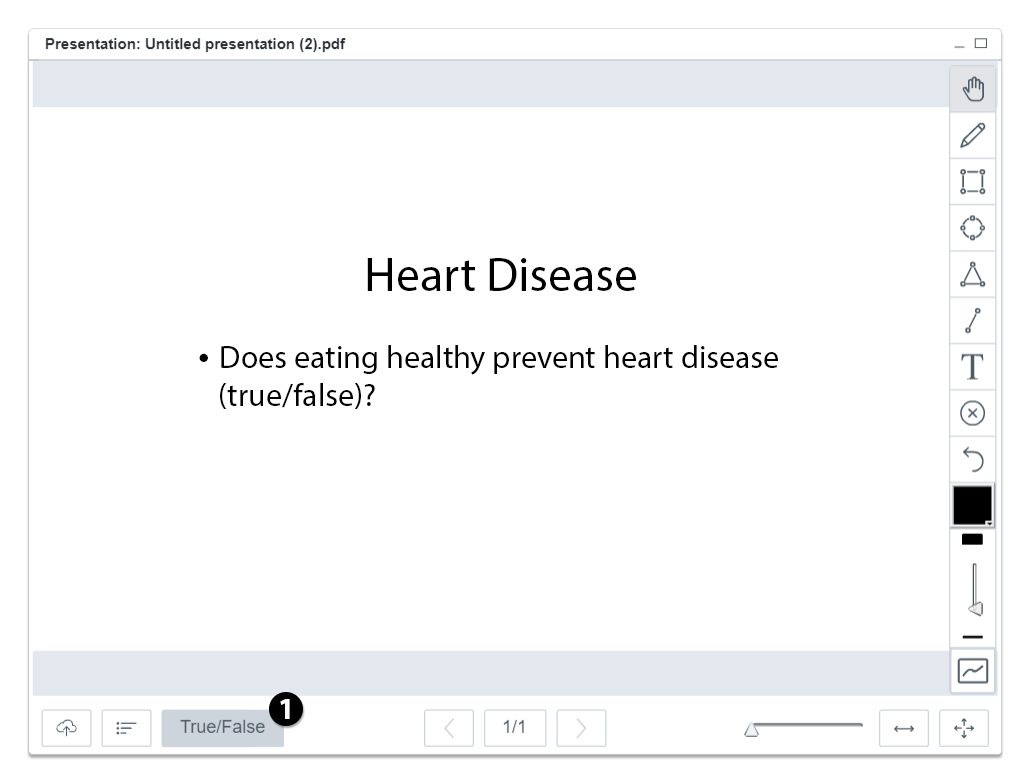 Presentation: Untitled presentation (2).pdf
Heart Disease
• Does eating healthy prevent heart disease
(true/false)?
T
True/False
1
1/1